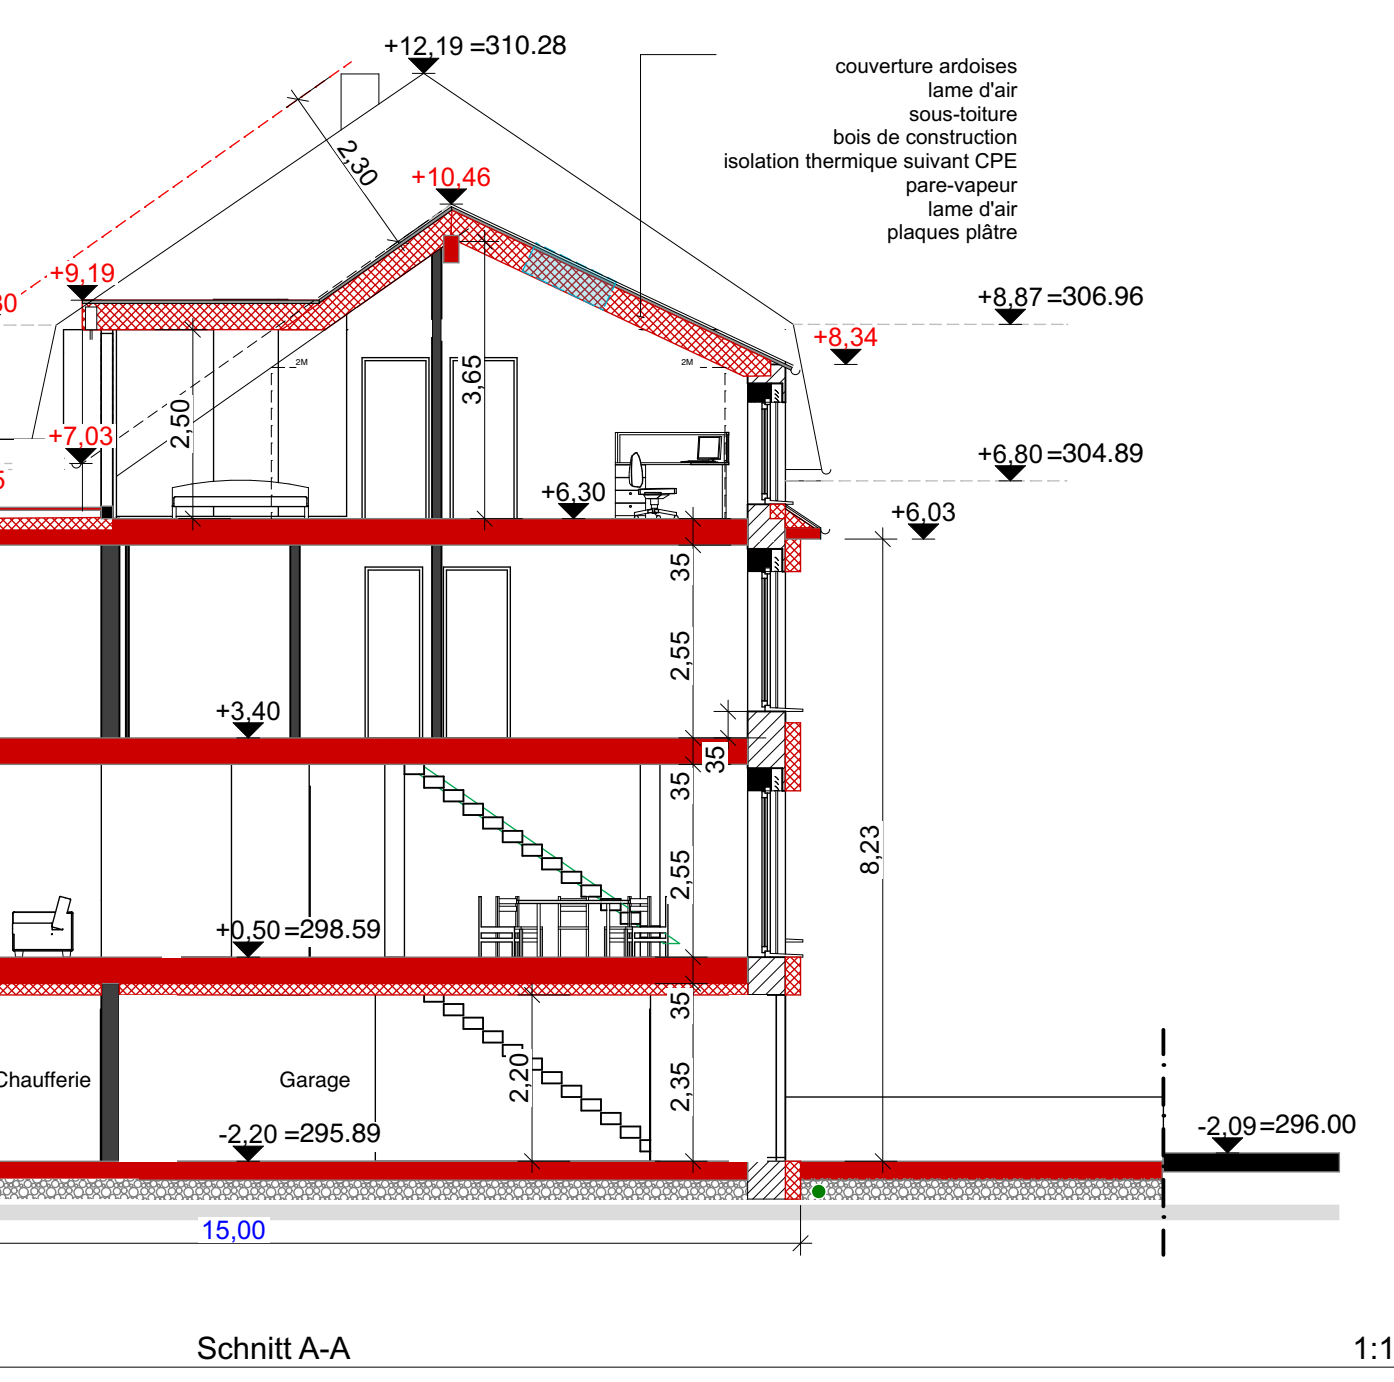 +12,19 =310.28
couverture ardoises
lame d'air
sous-toiture
bois de construction
isolation thermique suivant CPE
pare-vapeur
lame d'air
plaques plâtre
2,30
+10,46
+9,19
+8,87 =306.96
+8,34
2M
2M
3,65
2,50
+7,03
+6,80 =304.89
+6,30
+6,03
35
2,55
+3,40
35
35
8,23
2,55
+0,50 =298.59
35
2,20
2,35
Chaufferie
Garage
-2,20 =295.89
-2,09 =296.00
15,00
Schnitt A-A
1:1